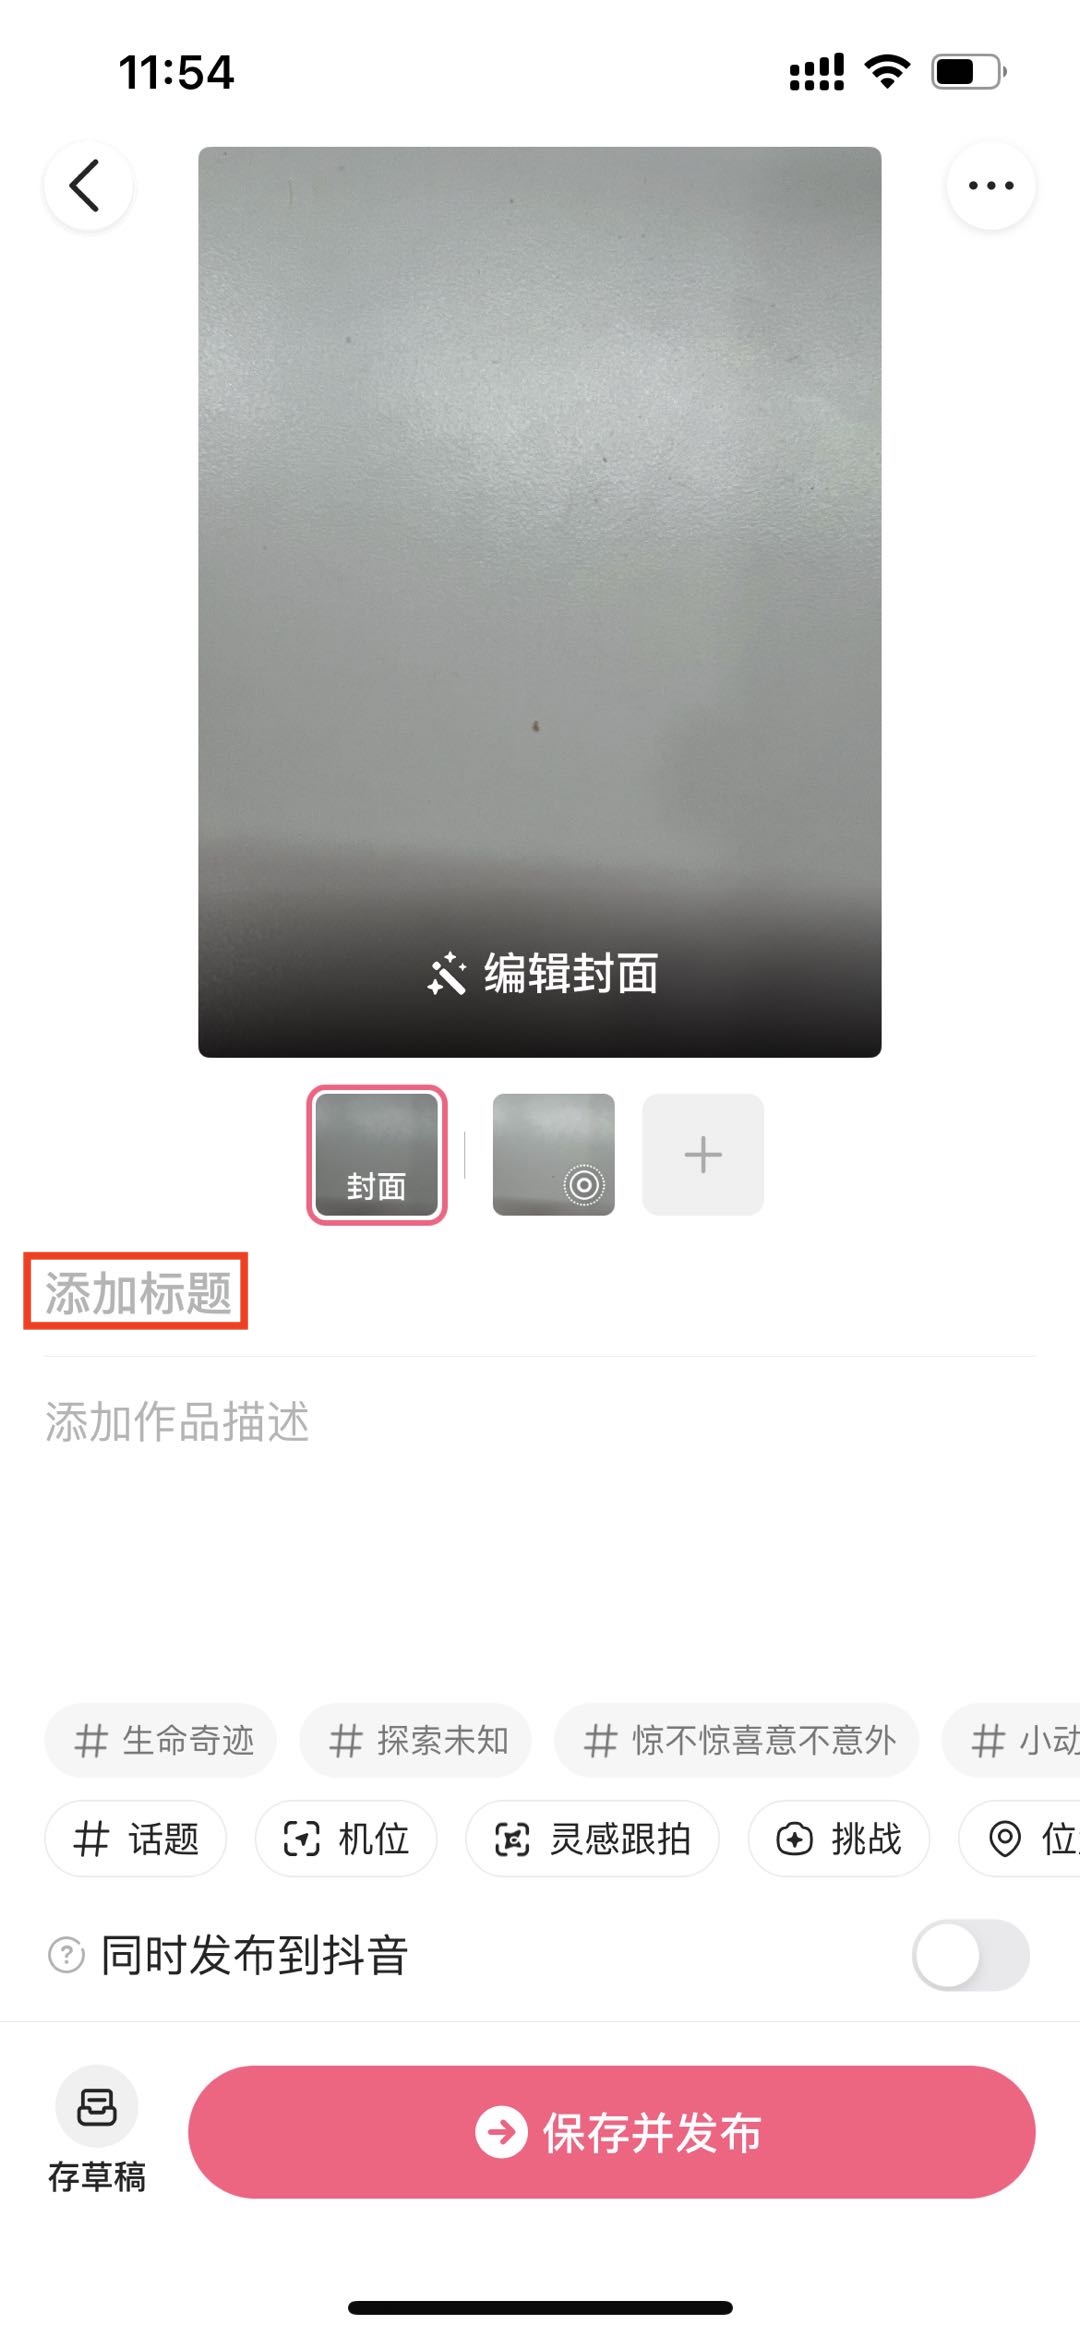 11:54
编辑封面
封面
添加标题
添加作品描述
# 生命奇迹 # 探索未知 # 惊不惊喜意不意外 # 小动
# 话题 机位 灵感跟拍 挑战 位
? 同时发布到抖音
存草稿 保存并发布